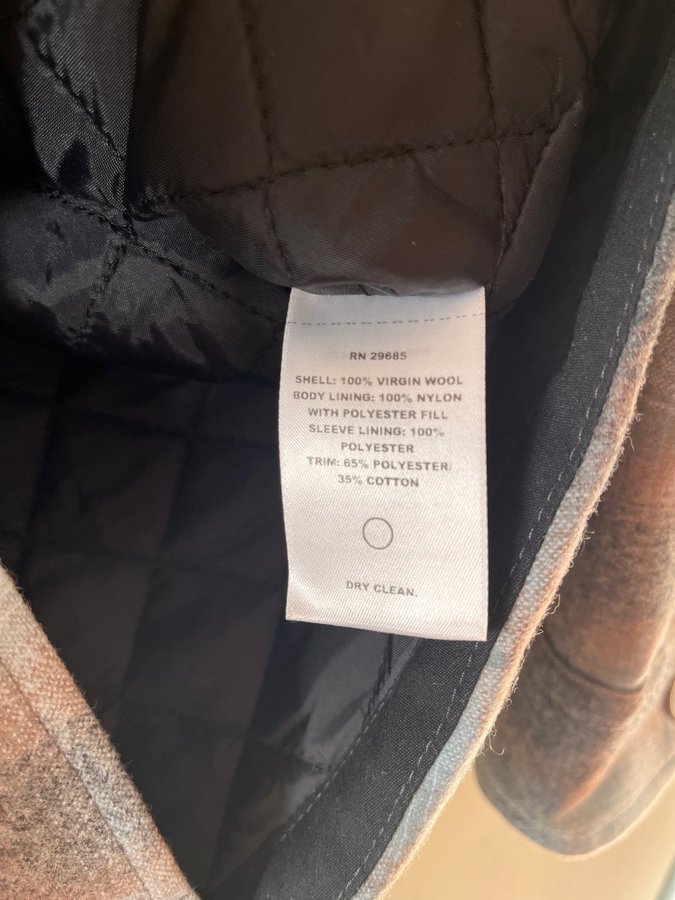 RN 29685
SHELL: 100% VIRGIN WOOL
BODY LINING: 100% NYLON
WITH POLYESTER FILL
SLEEVE LINING: 100%
POLYESTER
TRIM: 65% POLYESTER/
35% COTTON
DRY CLEAN.